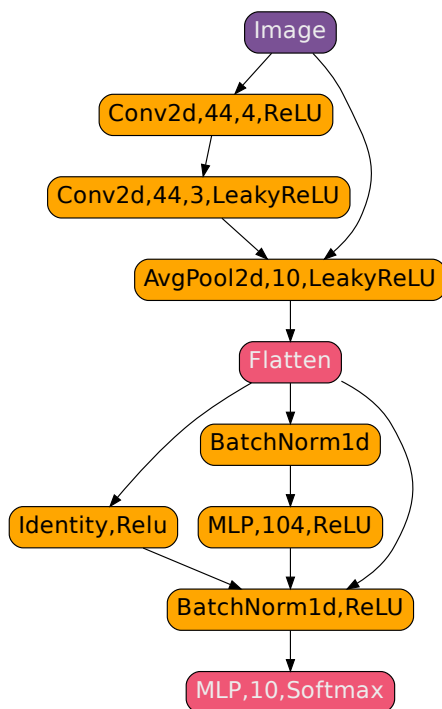 Image
Conv2d,44,4,ReLU
Conv2d,44,3,LeakyReLU
AvgPool2d,10,LeakyReLU
Flatten
BatchNorm1d
Identity,Relu
MLP,104,ReLU
BatchNorm1d,ReLU
MLP,10,Softmax